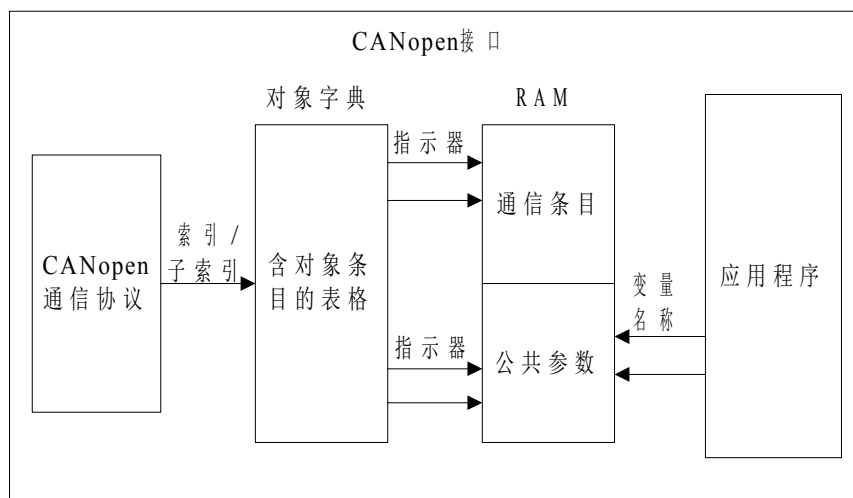 CANopen接口
对象字典
RAM
指示器
通信条目
索引/
子索引
CANopen
通信协议
含对象条
目的表格
变量
名称
应用程序
指示器
公共参数